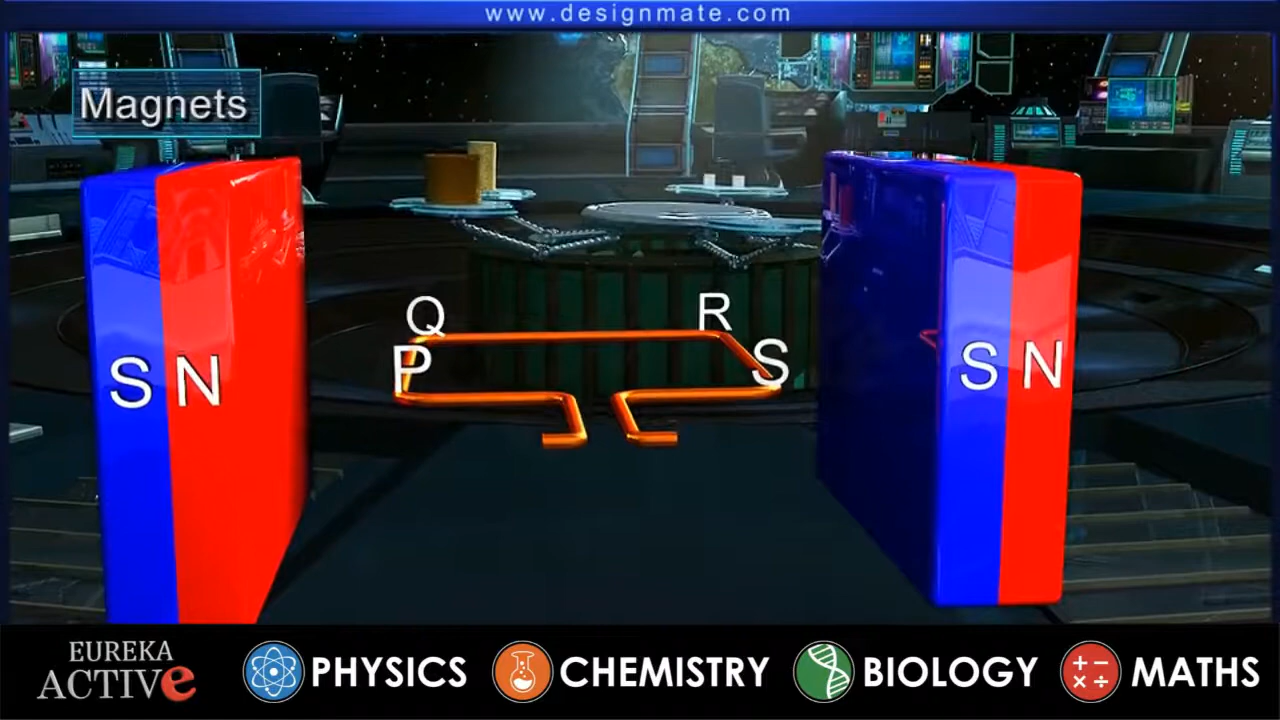 www.designmate.com
Magnets
Q R
P S
S N
S N
EUREKA
ACTIVe
PHYSICS CHEMISTRY BIOLOGY MATHS